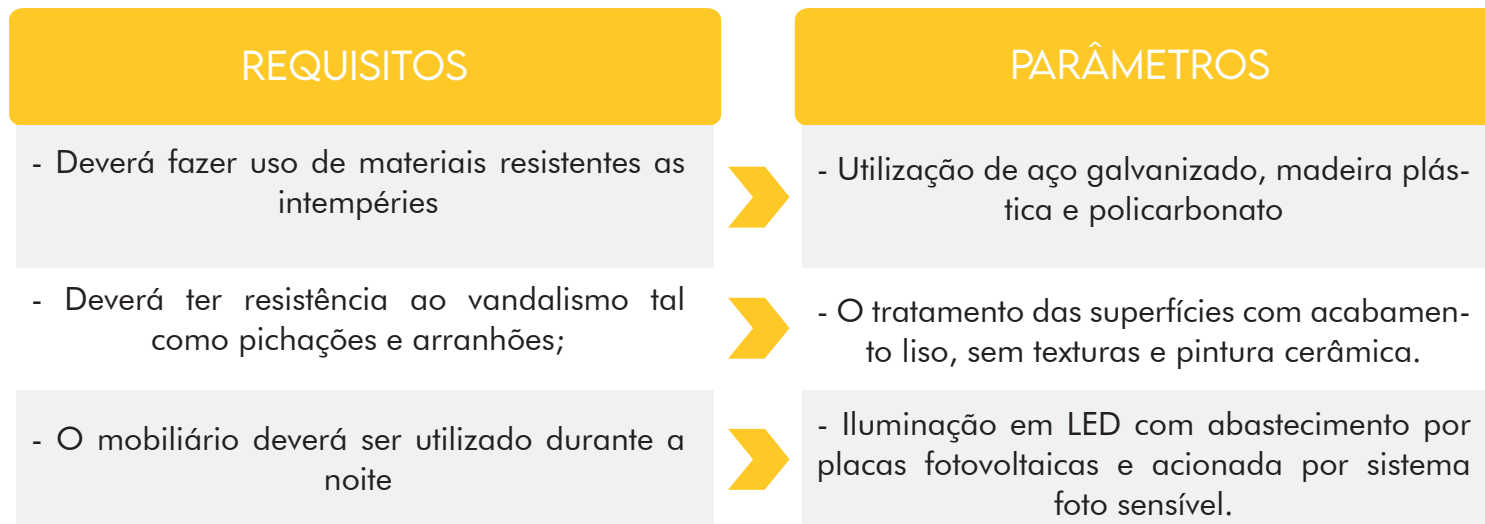 REQUISITOS
PARÂMETROS
- Deverá fazer uso de materiais resistentes as
intempéries
- Utilização de aço galvanizado, madeira plás-
tica e policarbonato
- Deverá ter resistência ao vandalismo tal
como pichações e arranhões;
- O tratamento das superfícies com acabamen-
to liso, sem texturas e pintura cerâmica.
- O mobiliário deverá ser utilizado durante a
noite
- Iluminação em LED com abastecimento por
placas fotovoltaicas e acionada por sistema
foto sensível.